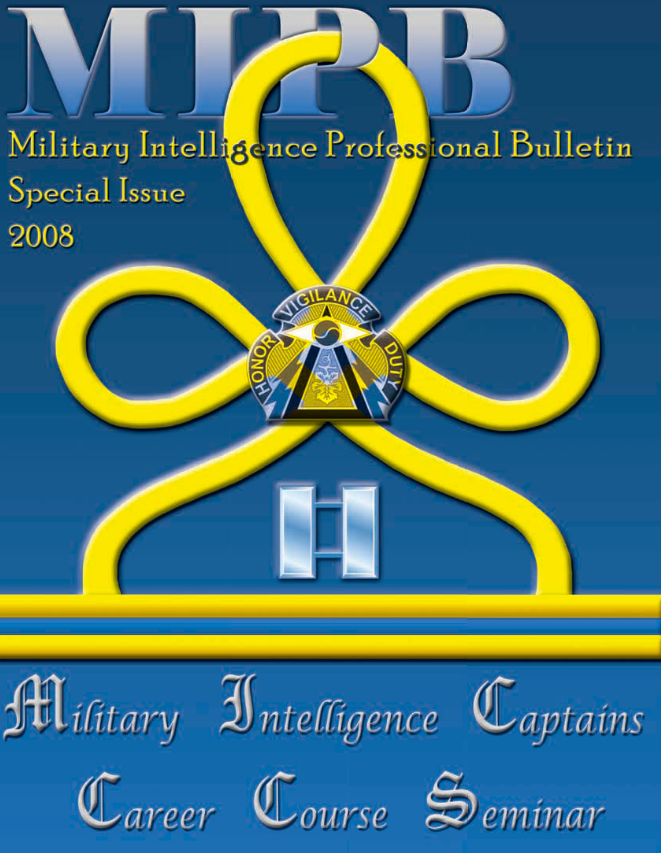 MIPB
Military Intelligence Professional Bulletin
Special Issue
2008
HONOR VIGILANCE DUTY
Military Intelligence Captains
Career Course Seminar